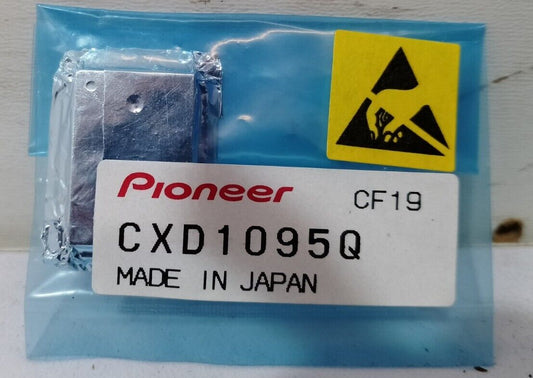 Pioneer CF19
CXD1095Q
MADE IN JAPAN